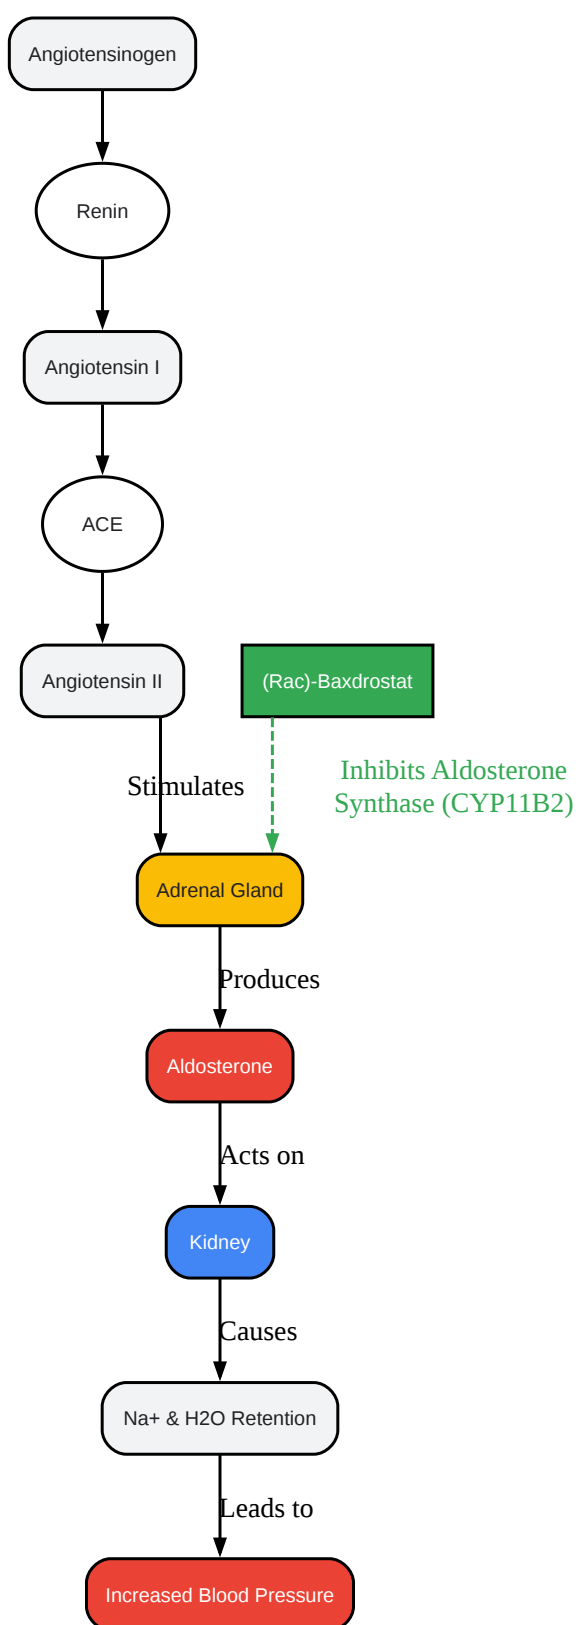 Angiotensinogen
Renin
Angiotensin I
ACE
Angiotensin II
(Rac)-Baxdrostat
Stimulates
Inhibits Aldosterone
Synthase (CYP11B2)
Adrenal Gland
Produces
Aldosterone
Acts on
Kidney
Causes
Na+ & H2O Retention
Leads to
Increased Blood Pressure